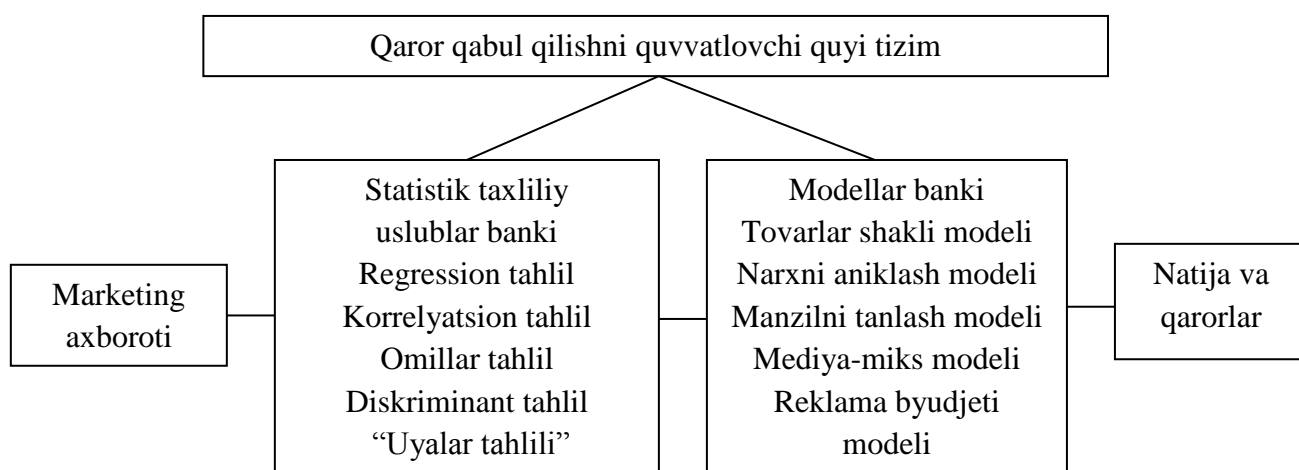 Qaror qabul qilishni quvvatlovchi quyi tizim
Marketing
axboroti
Statistik taxliliy
uslublar banki
Regression tahlil
Korrelyatsion tahlil
Omillar tahlil
Diskriminant tahlil
“Uyalar tahlili”
Modellar banki
Tovarlar shakli modeli
Narxni aniklash modeli
Manzilni tanlash modeli
Mediya-miks modeli
Reklama byudjeti
modeli
Natija va
qarorlar